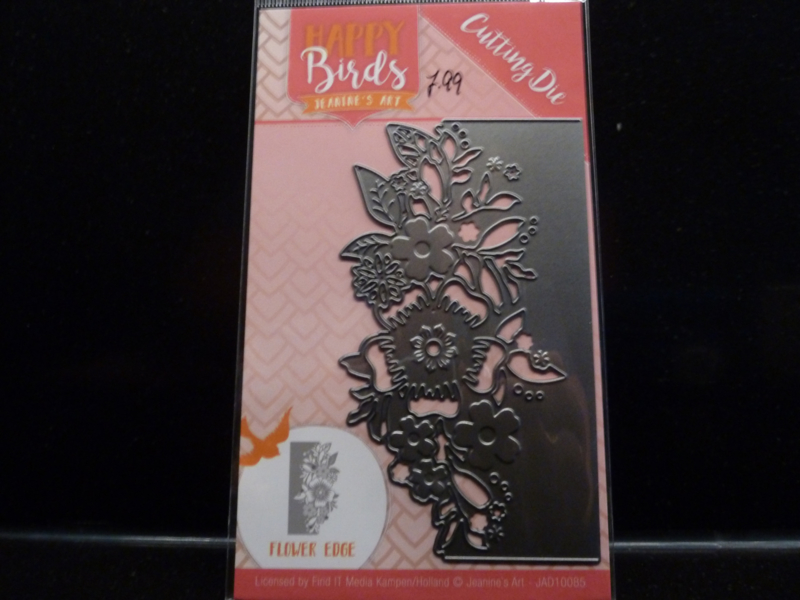 HAPPY
Birds
JEANINE'S ART
Cutting Die
7.99
FLOWER EDGE
Licensed by Find IT Media Kampen/Holland © Jeanine's Art - JAD10085